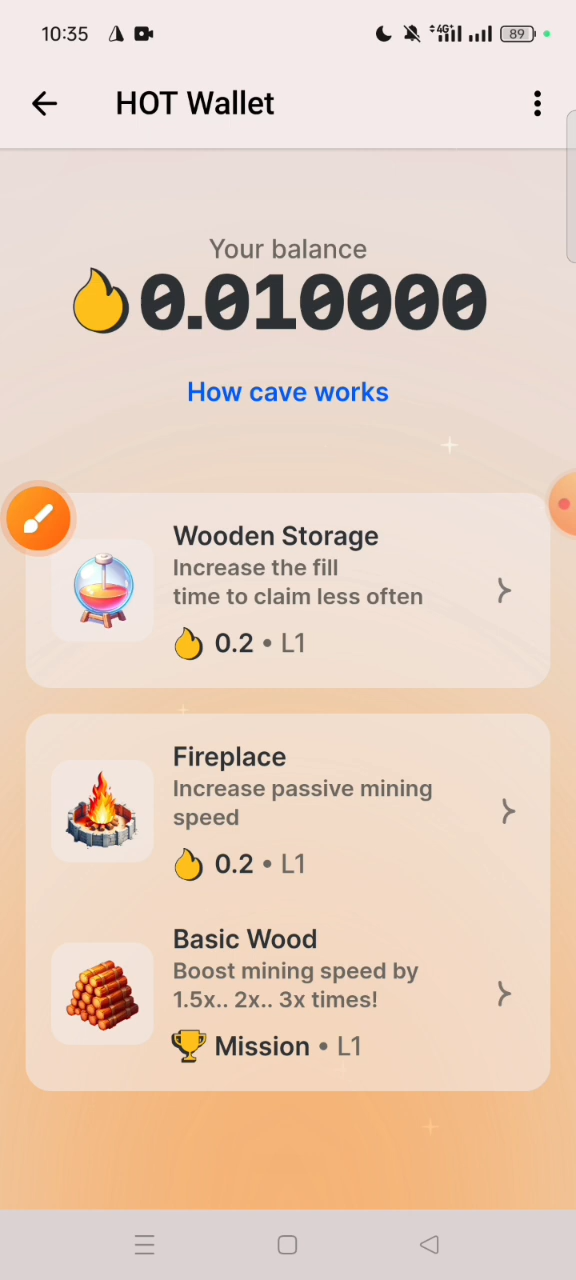 10:35
4G+
89
HOT Wallet
Your balance
0.010000
How cave works
Wooden Storage
Increase the fill
time to claim less often
0.2 • L1
Fireplace
Increase passive mining
speed
0.2 • L1
Basic Wood
Boost mining speed by
1.5x.. 2x.. 3x times!
Mission • L1